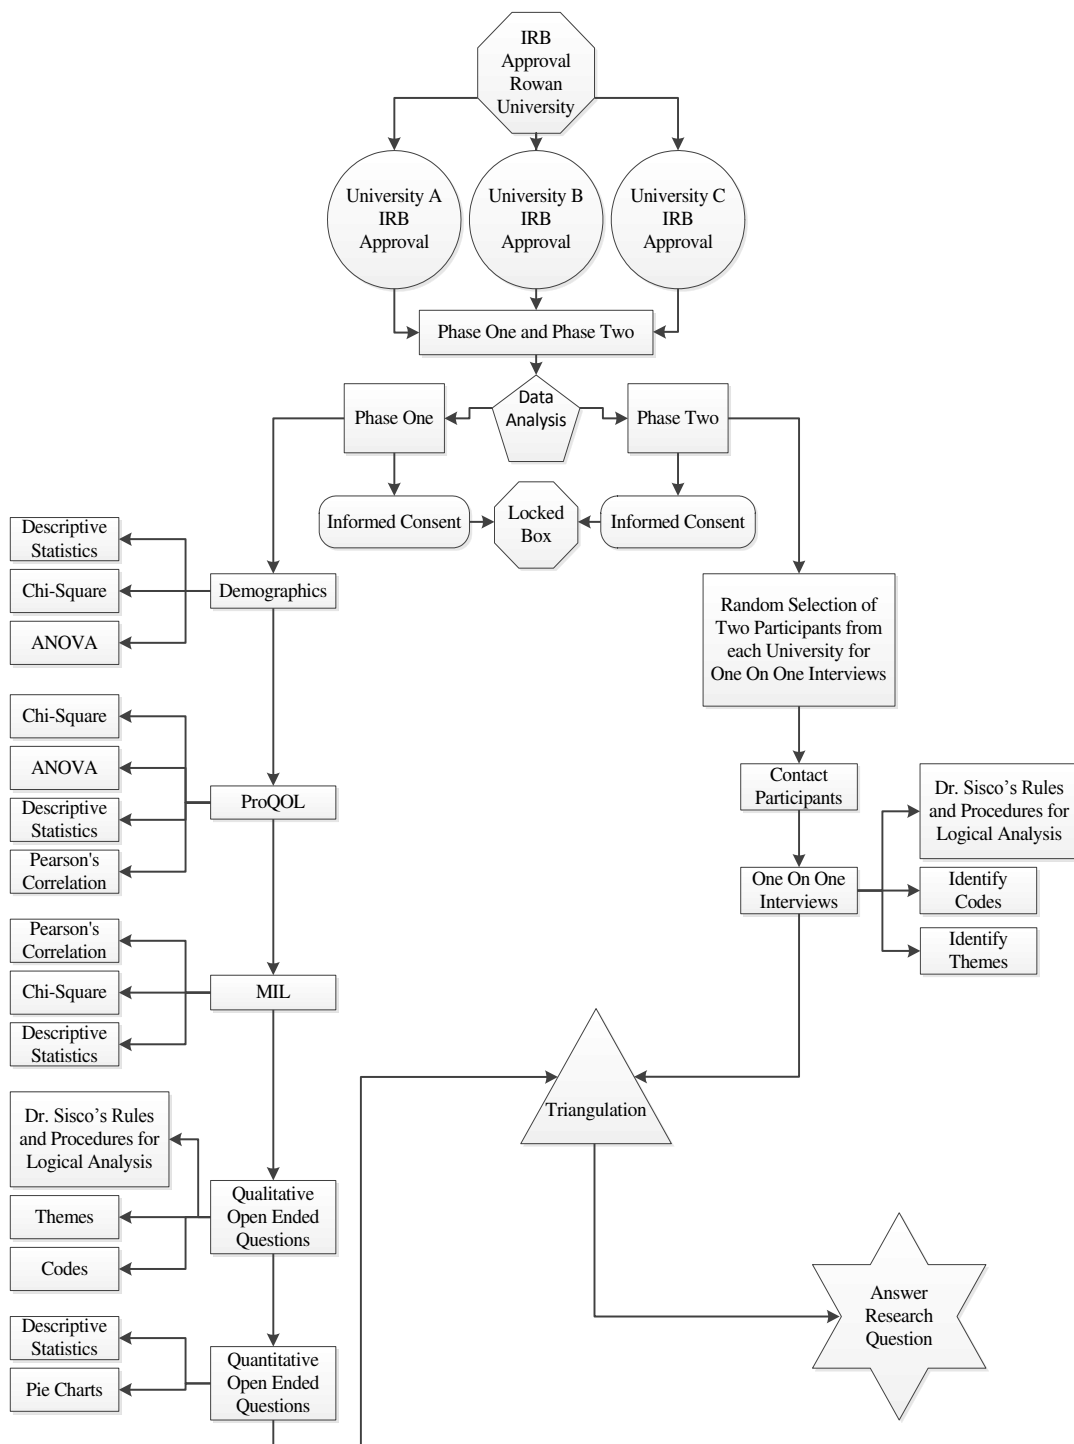 IRB
Approval
Rowan
University
University A
IRB
Approval
University B
IRB
Approval
University C
IRB
Approval
Phase One and Phase Two
Data
Analysis
Phase One
Phase Two
Informed Consent
Locked
Box
Informed Consent
Descriptive
Statistics
Chi-Square
ANOVA
Demographics
Random Selection of
Two Participants from
each University for
One On One Interviews
Chi-Square
ANOVA
Descriptive
Statistics
Pearson's
Correlation
ProQOL
Contact
Participants
Dr. Sisco’s Rules
and Procedures for
Logical Analysis
One On One
Interviews
Identify
Codes
Identify
Themes
Pearson's
Correlation
Chi-Square
Descriptive
Statistics
MIL
Triangulation
Dr. Sisco’s Rules
and Procedures for
Logical Analysis
Themes
Codes
Qualitative
Open Ended
Questions
Answer
Research
Question
Descriptive
Statistics
Pie Charts
Quantitative
Open Ended
Questions